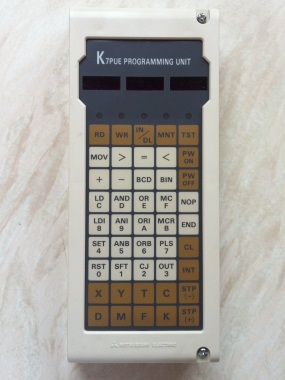 K7PUE PROGRAMMING UNIT
RD WR IN/DL MNT TST
MOV > = < PW ON
+ − BCD BIN PW OFF
LD C AND D OR E MC F NOP
LDI 8 ANI 9 ORI A MCR B END
SET 4 ANB 5 ORB 6 PLS 7 CL
RST 0 SFT 1 CJ 2 OUT 3 INT
X Y T C STP (−)
D M F K STP (+)
MITSUBISHI ELECTRIC